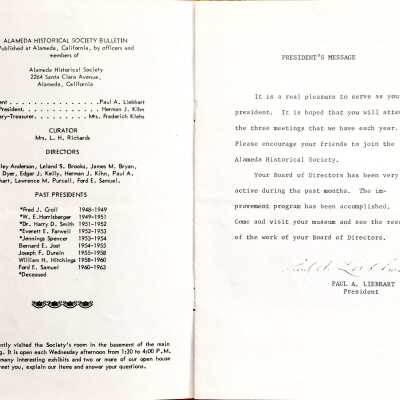 ALAMEDA HISTORICAL SOCIETY BULLETIN
Published at Alameda, California, by officers and
members of
Alameda Historical Society
2264 Santa Clara Avenue,
Alameda, California
Paul A. Liebhart
President Herman J. Kihn
Mrs. Frederick Klebs
CURATOR
Mrs. L. H. Richards
DIRECTORS
Anderson, Leland S. Brooks, James M. Bryan,
Dyer, Edgar J. Kelly, Herman J. Kihn, Paul A.
Lawrence M. Purcell, Ford E. Samuel.
PAST PRESIDENTS
*Fred J. Croll 1948-1949
*W. E. Horrisberger 1949-1951
*Dr. Harry D. Smith 1951-1952
*Everett E. Farwell 1952-1953
*Jennings Spencer 1953-1954
Bernard E. Jost 1954-1955
Joseph F. Durein 1955-1958
William H. Hitchings 1958-1960
Ford E. Samuel 1960-1963
*Deceased
visited the Society's room in the basement of the main
It is open each Wednesday afternoon from 1:30 to 4:00 P.M.
many interesting exhibits and two or more of our open house
you, explain our items and answer your questions.
PRESIDENT'S MESSAGE
It is a real pleasure to serve as your
president. It is hoped that you will
the three meetings that we have each year.
Please encourage your friends to join the
Alameda Historical Society.
Your Board of Directors has been very
active during the past months. The im-
provement program has been accomplished.
Come and visit your museum and see the
of the work of your Board of Directors.
PAUL A. LIEBHART
President